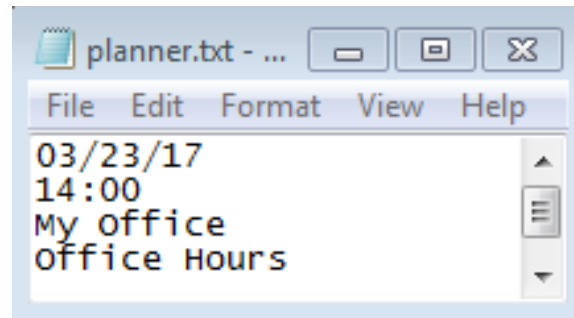 planner.txt - ...
File Edit Format View Help
03/23/17
14:00
My Office
Office Hours